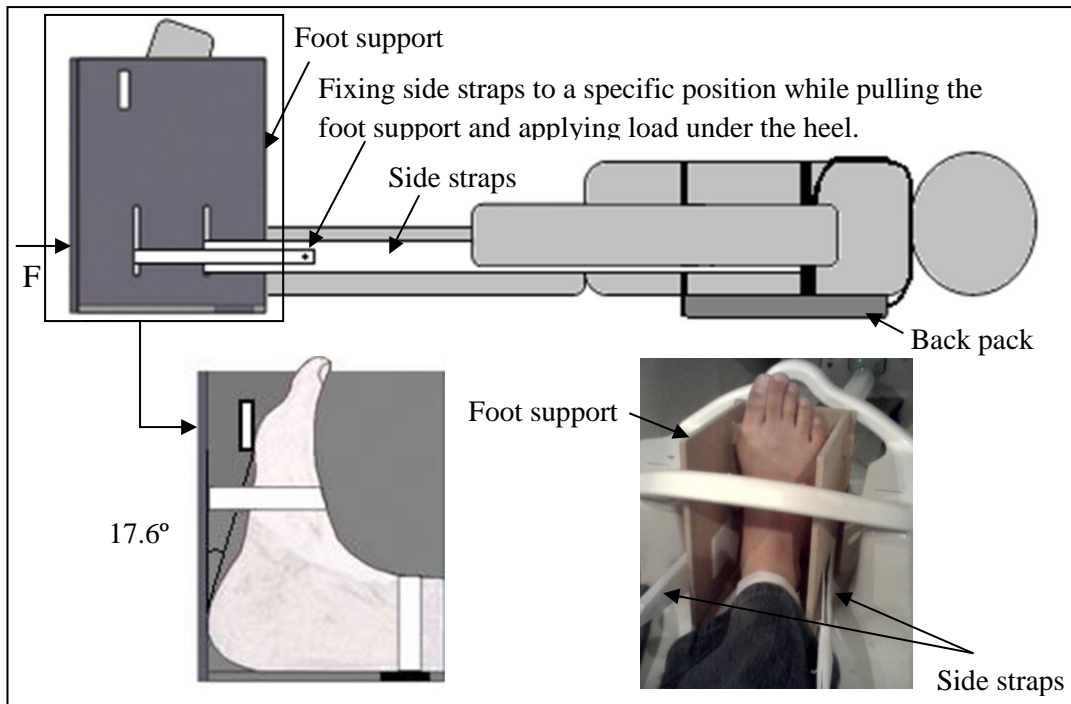 Foot support
Fixing side straps to a specific position while pulling the
foot support and applying load under the heel.
Side straps
F
Back pack
Foot support
17.6º
Side straps